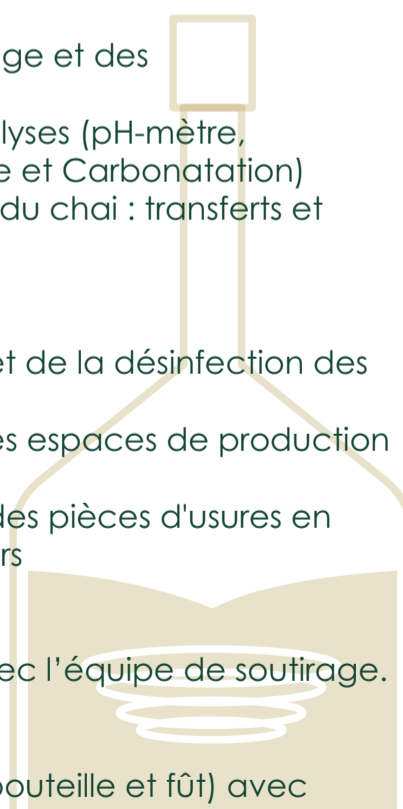 ge et des
lyses (pH-mètre,
e et Carbonatation)
du chai : transferts et
et de la désinfection des
es espaces de production
des pièces d'usures en
rs
ec l’équipe de soutirage.
bouteille et fût) avec